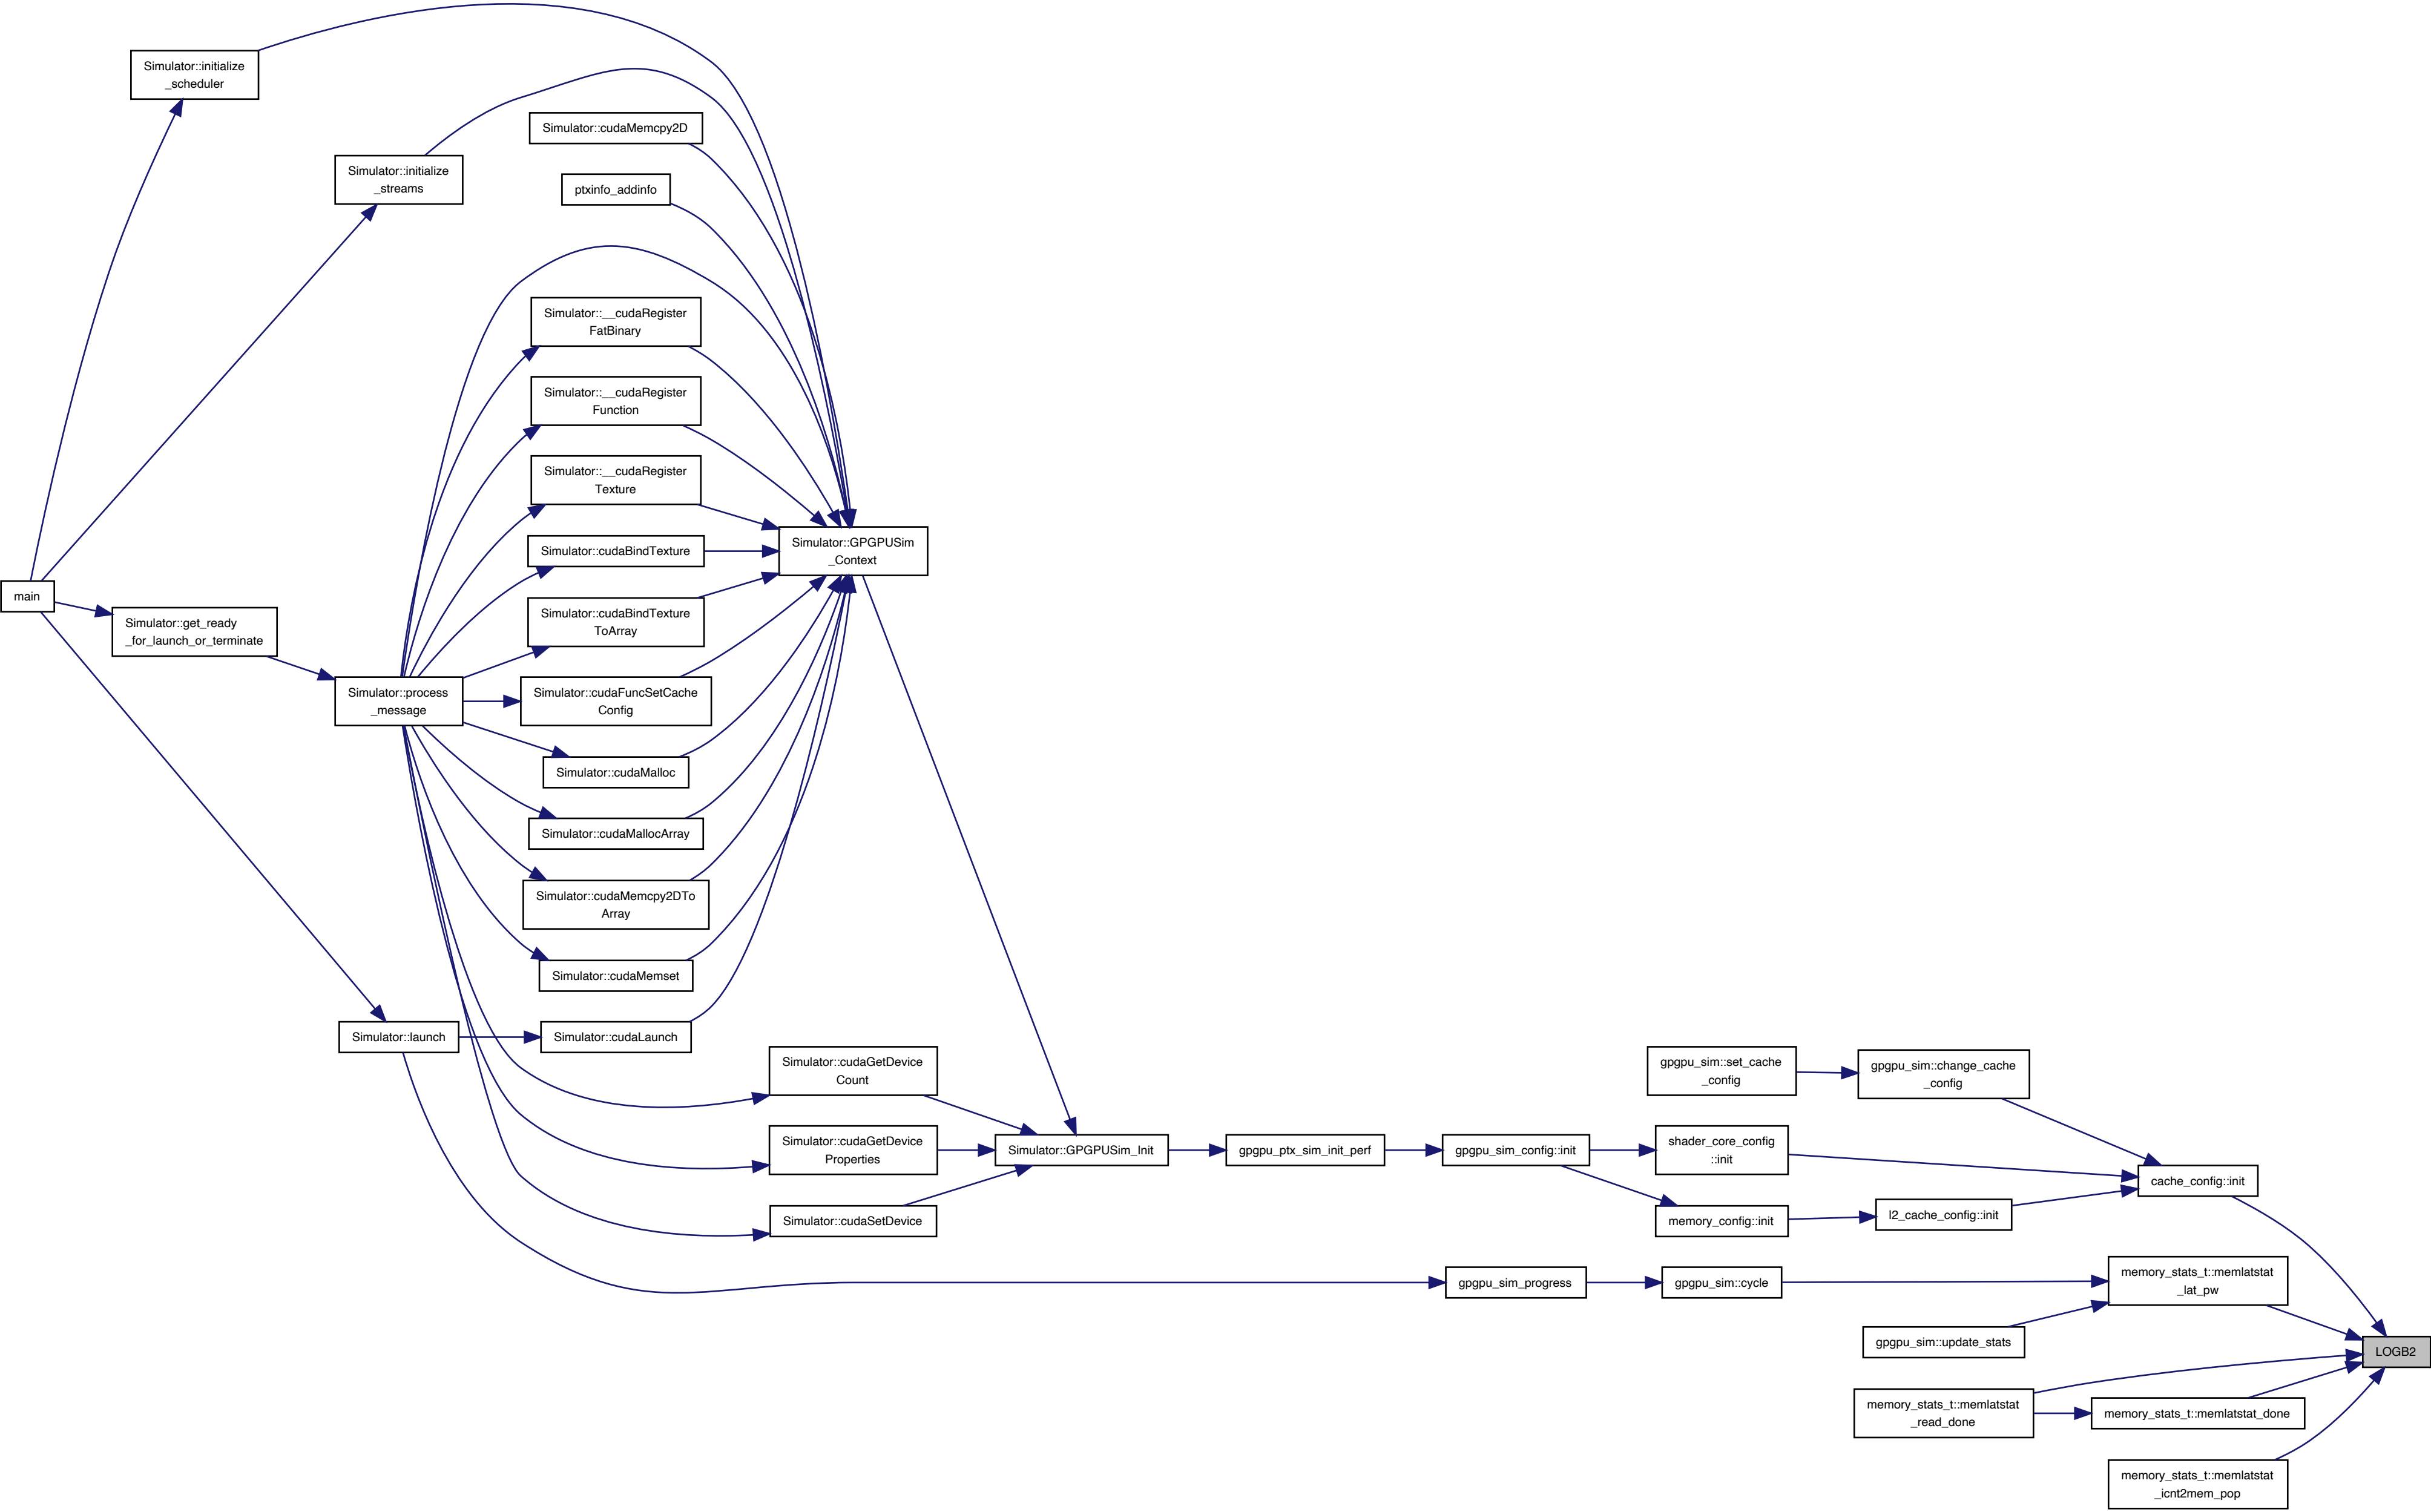 Simulator::initialize
_scheduler
Simulator::initialize
_streams
Simulator::cudaMemcpy2D
ptxinfo_addinfo
Simulator::__cudaRegister
FatBinary
Simulator::__cudaRegister
Function
Simulator::__cudaRegister
Texture
Simulator::GPGPUSim
_Context
Simulator::cudaBindTexture
main
Simulator::get_ready
_for_launch_or_terminate
Simulator::cudaBindTexture
ToArray
Simulator::process
_message
Simulator::cudaFuncSetCache
Config
Simulator::cudaMalloc
Simulator::cudaMallocArray
Simulator::cudaMemcpy2DTo
Array
Simulator::cudaMemset
Simulator::launch
Simulator::cudaLaunch
Simulator::cudaGetDevice
Count
gpgpu_sim::set_cache
_config
gpgpu_sim::change_cache
_config
Simulator::cudaGetDevice
Properties
Simulator::GPGPUSim_Init
gpgpu_ptx_sim_init_perf
gpgpu_sim_config::init
shader_core_config
::init
cache_config::init
Simulator::cudaSetDevice
memory_config::init
l2_cache_config::init
gpgpu_sim_progress
gpgpu_sim::cycle
memory_stats_t::memlatstat
_lat_pw
gpgpu_sim::update_stats
LOGB2
memory_stats_t::memlatstat
_read_done
memory_stats_t::memlatstat_done
memory_stats_t::memlatstat
_icnt2mem_pop